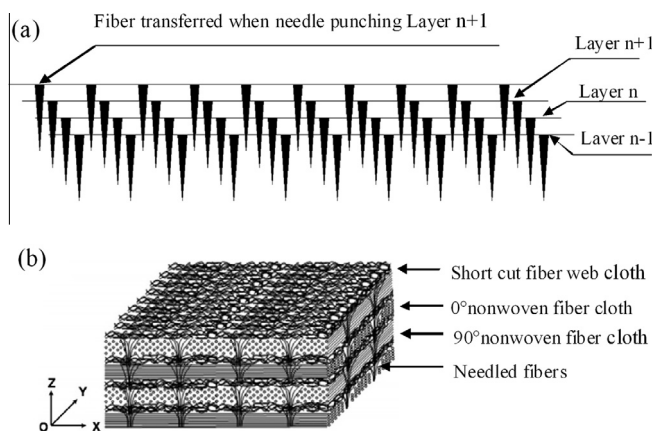 (a)
Fiber transferred when needle punching Layer n+1
Layer n+1
Layer n
Layer n-1
(b)
Short cut fiber web cloth
0°nonwoven fiber cloth
90°nonwoven fiber cloth
Needled fibers
Z
Y
O
X